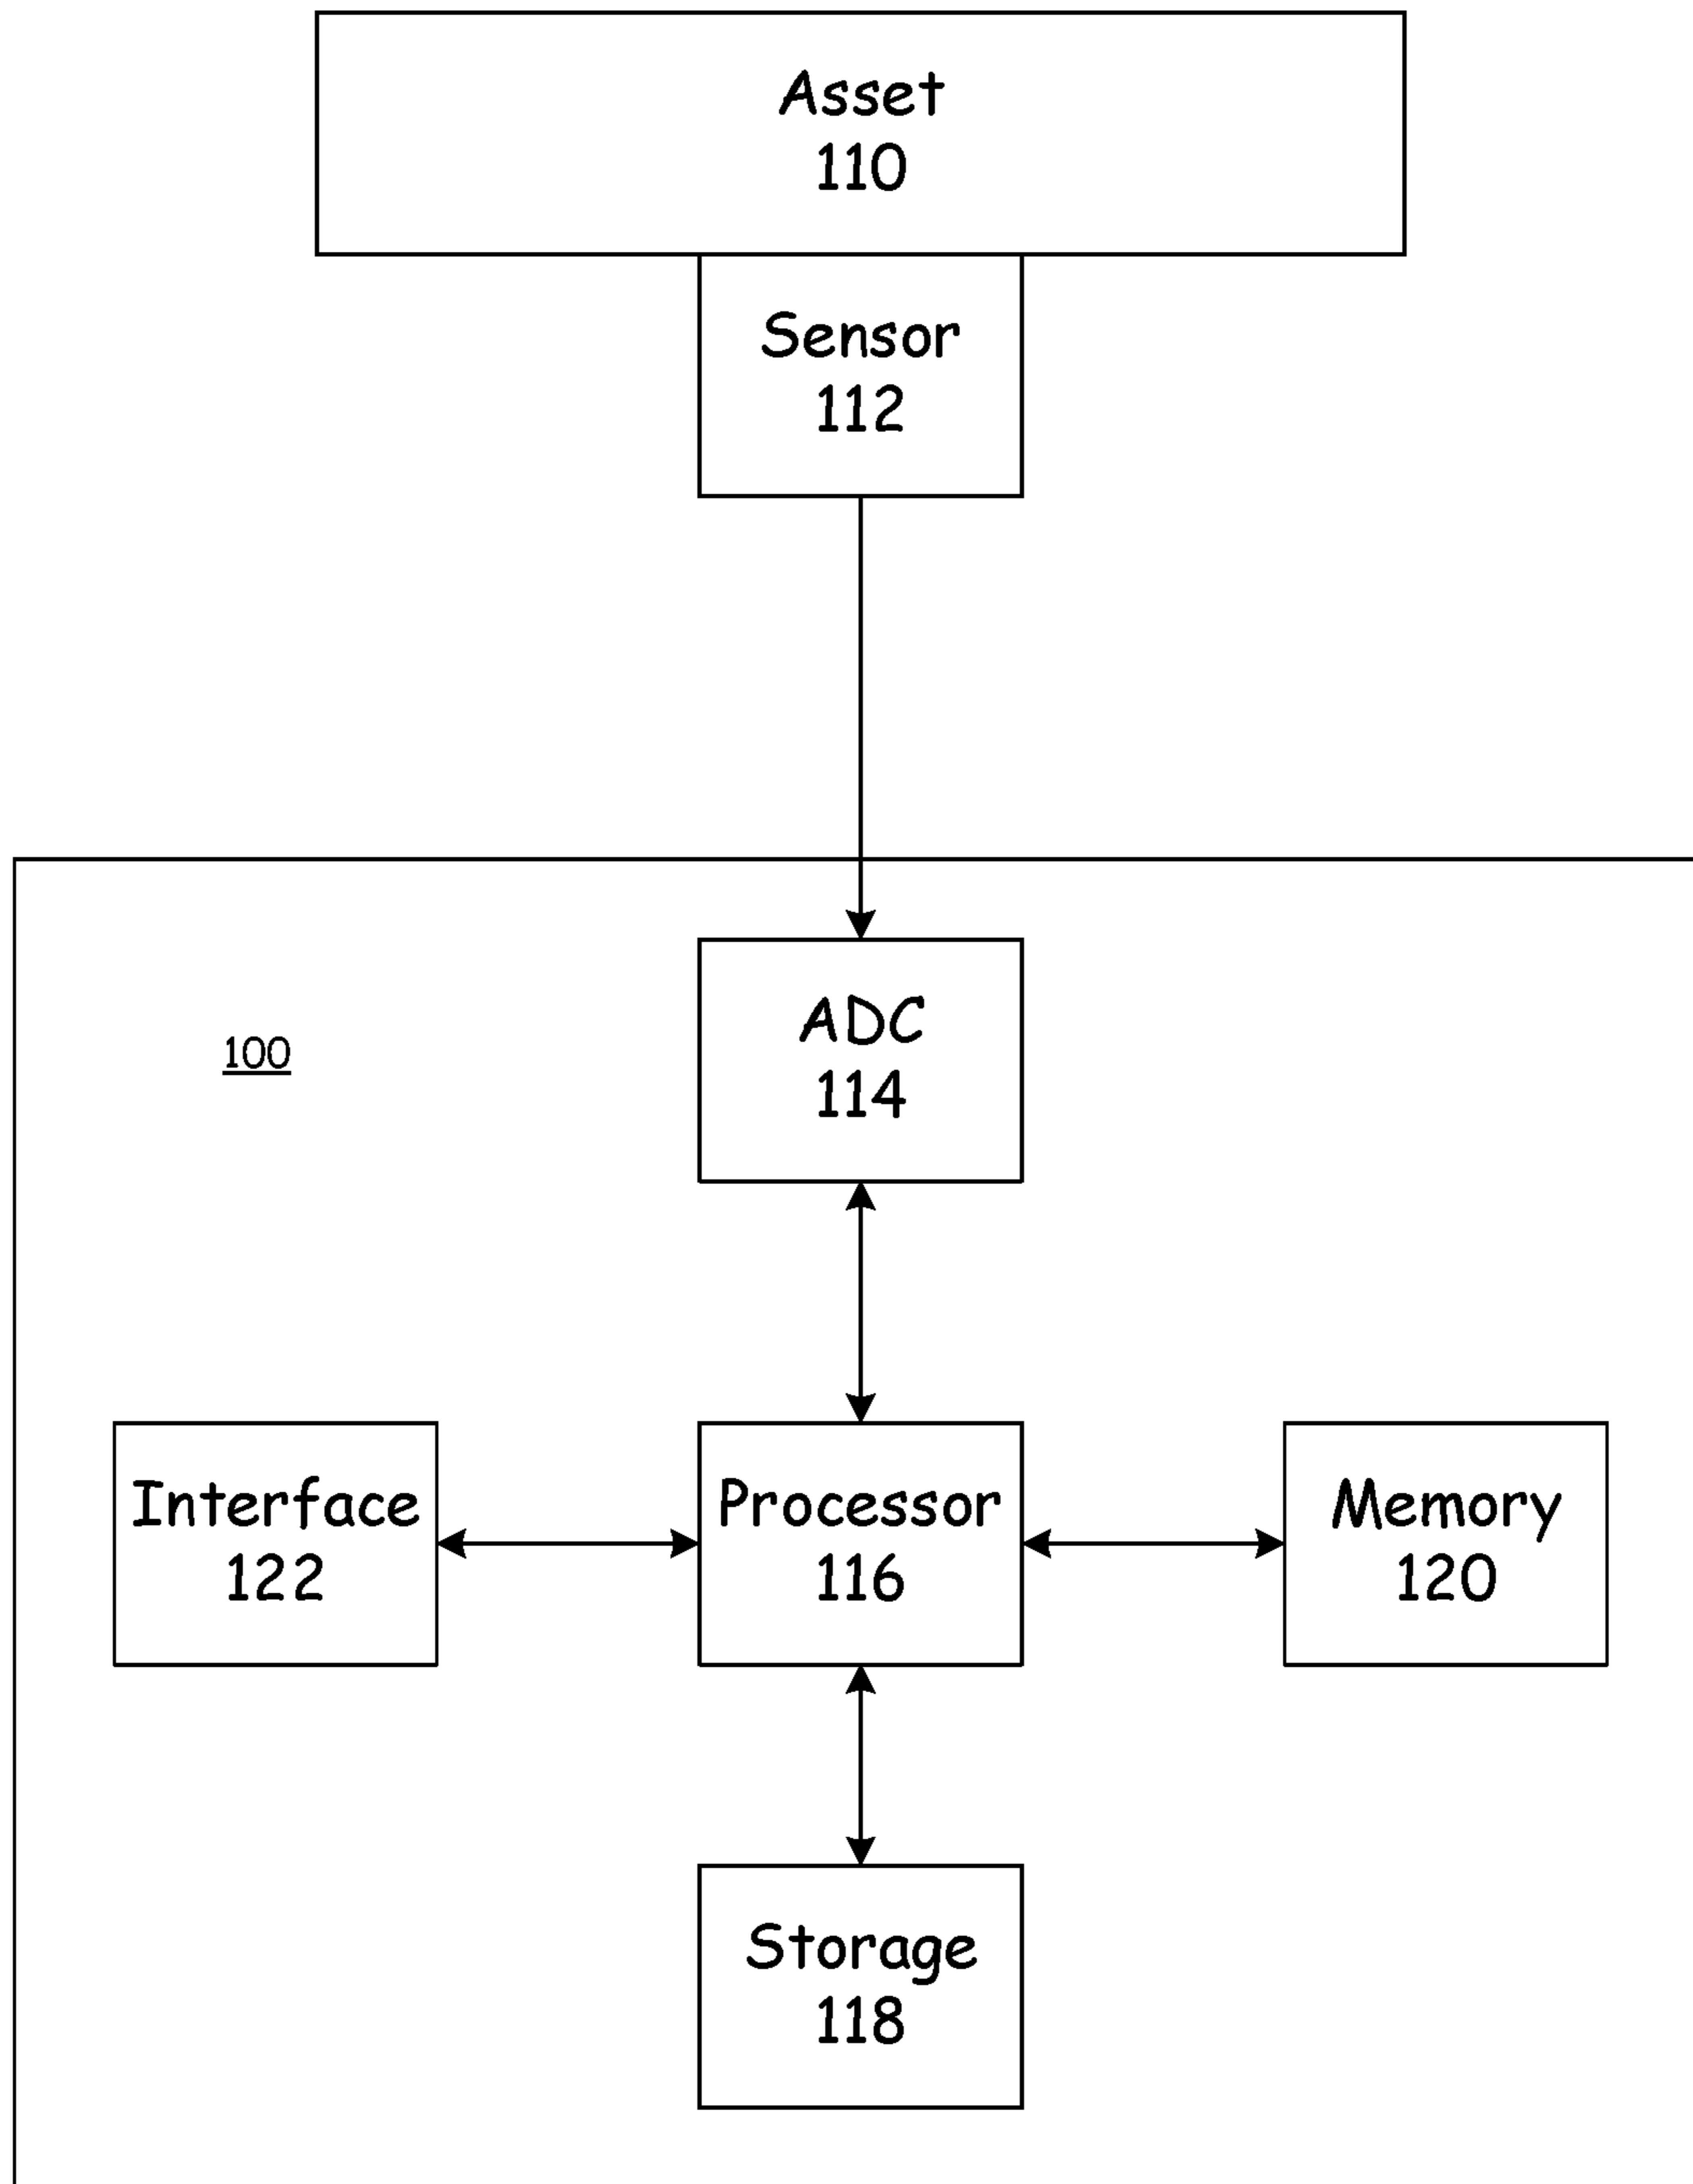 Asset
110
Sensor
112
100
ADC
114
Interface
122
Processor
116
Memory
120
Storage
118